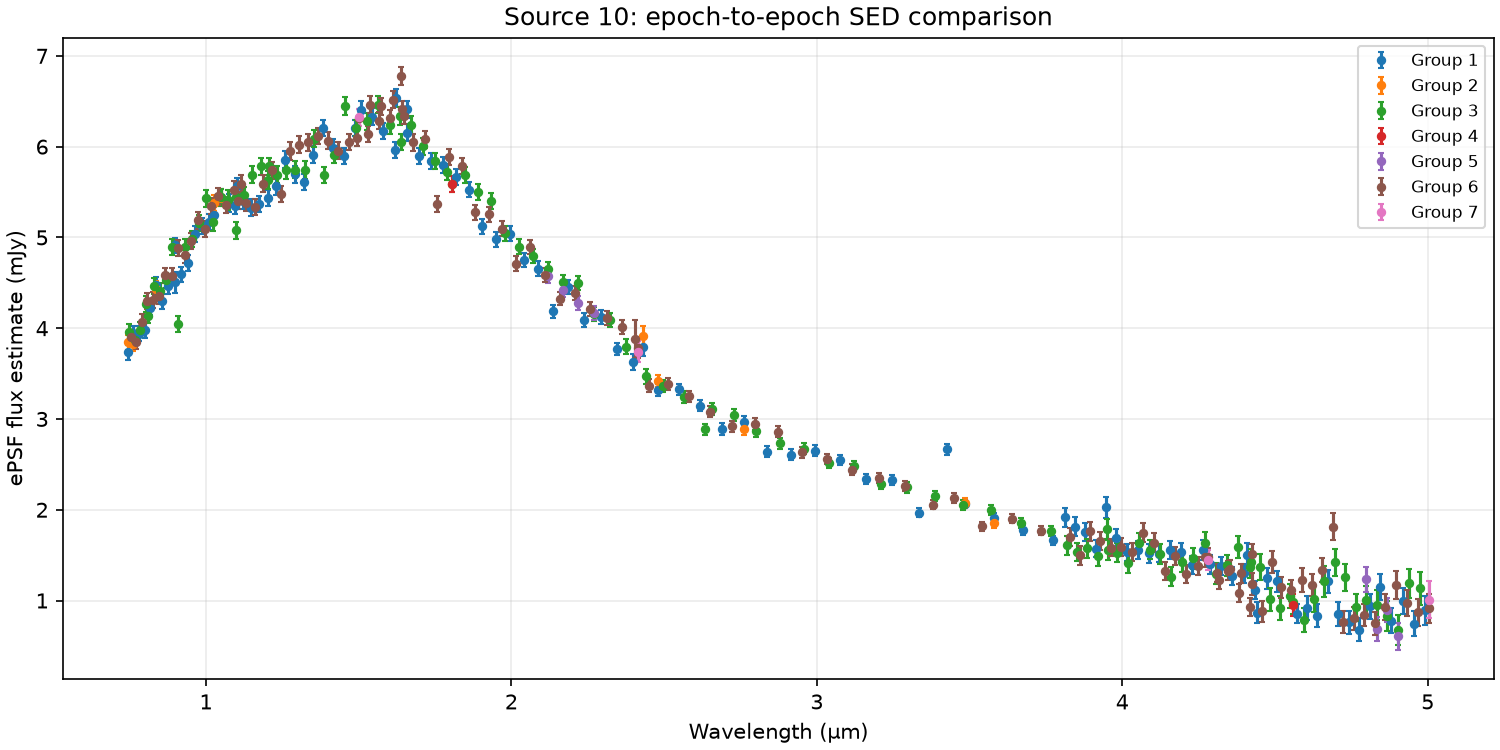 Source 10: epoch-to-epoch SED comparison
7
6
5
4
3
2
1
ePSF flux estimate (mJy)
1
2
3
4
5
Wavelength (μm)
Group 1
Group 2
Group 3
Group 4
Group 5
Group 6
Group 7